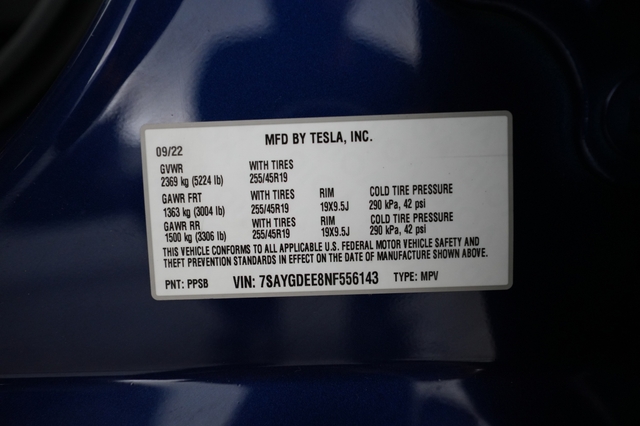 MFD BY TESLA, INC.
09/22
GVWR WITH TIRES
2369 kg (5224 lb) 255/45R19
GAWR FRT WITH TIRES RIM COLD TIRE PRESSURE
1363 kg (3004 lb) 255/45R19 19X9.5J 290 kPa, 42 psi
GAWR RR WITH TIRES RIM COLD TIRE PRESSURE
1500 kg (3306 lb) 255/45R19 19X9.5J 290 kPa, 42 psi
THIS VEHICLE CONFORMS TO ALL APPLICABLE U.S. FEDERAL MOTOR VEHICLE SAFETY AND
THEFT PREVENTION STANDARDS IN EFFECT ON THE DATE OF MANUFACTURE SHOWN ABOVE.
PNT: PPSB VIN: 7SAYGDEE8NF556143 TYPE: MPV